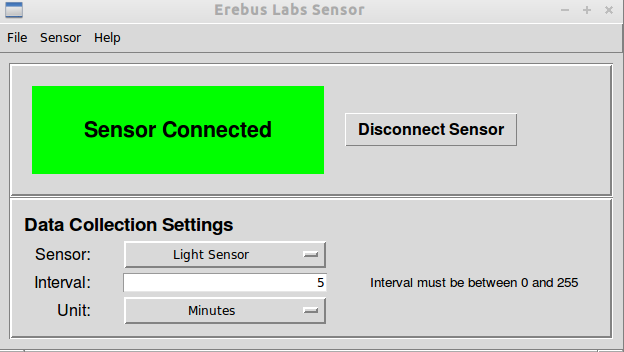 Erebus Labs Sensor
File Sensor Help
Sensor Connected
Disconnect Sensor
Data Collection Settings
Sensor: Light Sensor
Interval: 5 Interval must be between 0 and 255
Unit: Minutes